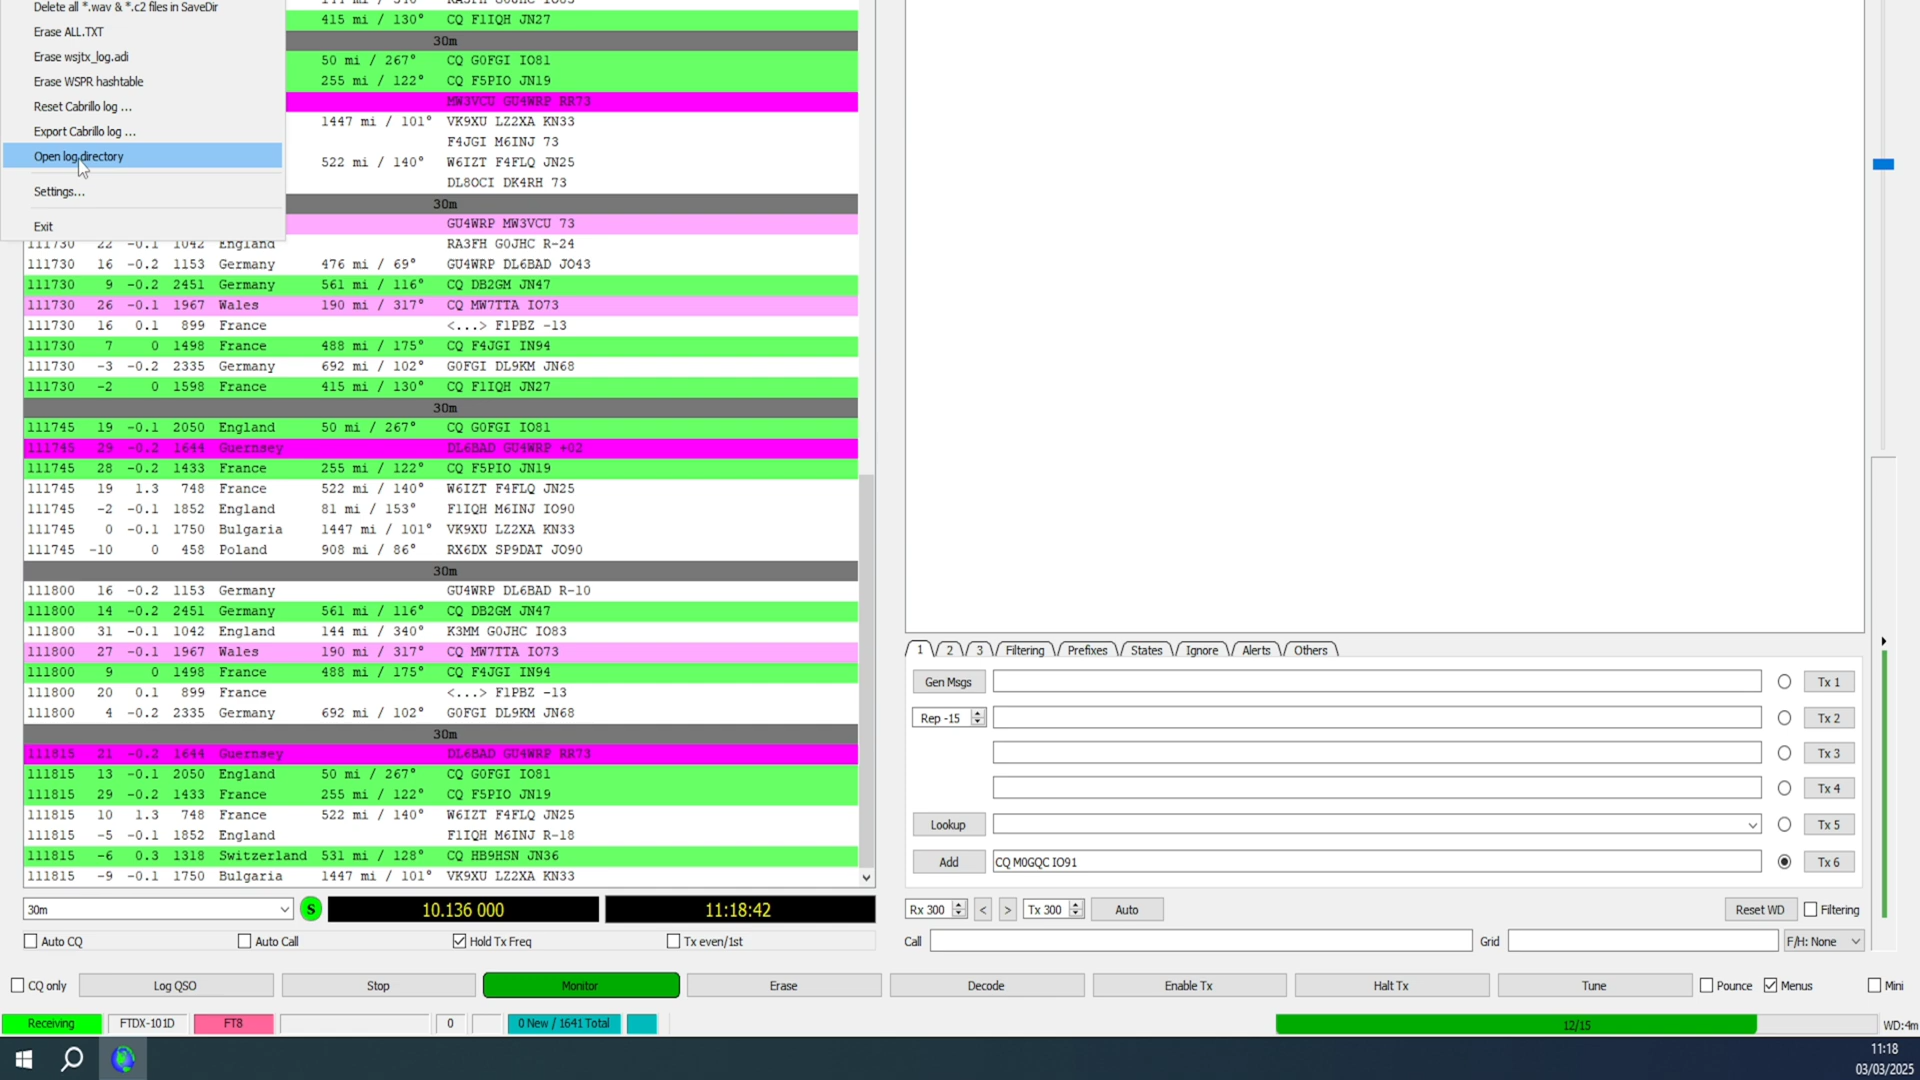 Delete all *.wav & *.c2 files in SaveDir
Erase ALL.TXT
Erase wsjtx_log.adi
Erase WSPR hashtable
Reset Cabrillo log ...
Export Cabrillo log ...
Open log directory
Settings...
Exit
415 mi / 130° CQ F1IQH JN27
30m
50 mi / 267° CQ G0FGI IO81
255 mi / 122° CQ F5PIO JN19
MW3VCU GU4WRP RR73
1447 mi / 101° VK9XU LZ2XA KN33
F4JGI M6INJ 73
522 mi / 140° W6IZT F4FLQ JN25
DL8OCI DK4RH 73
30m
GU4WRP MW3VCU 73
111730 22 -0.1 1042 England RA3FH G0JHC R-24
111730 16 -0.2 1153 Germany 476 mi / 69° GU4WRP DL6BAD JO43
111730 9 -0.2 2451 Germany 561 mi / 116° CQ DB2GM JN47
111730 26 -0.1 1967 Wales 190 mi / 317° CQ MW7TTA IO73
111730 16 0.1 899 France <...> F1PBZ -13
111730 7 0 1498 France 488 mi / 175° CQ F4JGI IN94
111730 -3 -0.2 2335 Germany 692 mi / 102° G0FGI DL9KM JN68
111730 -2 0 1598 France 415 mi / 130° CQ F1IQH JN27
30m
111745 19 -0.1 2050 England 50 mi / 267° CQ G0FGI IO81
111745 29 -0.2 1644 Guernsey DL6BAD GU4WRP +02
111745 28 -0.2 1433 France 255 mi / 122° CQ F5PIO JN19
111745 19 1.3 748 France 522 mi / 140° W6IZT F4FLQ JN25
111745 -2 -0.1 1852 England 81 mi / 153° F1IQH M6INJ IO90
111745 0 -0.1 1750 Bulgaria 1447 mi / 101° VK9XU LZ2XA KN33
111745 -10 0 458 Poland 908 mi / 86° RX6DX SP9DAT JO90
30m
111800 16 -0.2 1153 Germany GU4WRP DL6BAD R-10
111800 14 -0.2 2451 Germany 561 mi / 116° CQ DB2GM JN47
111800 31 -0.1 1042 England 144 mi / 340° K3MM G0JHC IO83
111800 27 -0.1 1967 Wales 190 mi / 317° CQ MW7TTA IO73
111800 9 0 1498 France 488 mi / 175° CQ F4JGI IN94
111800 20 0.1 899 France <...> F1PBZ -13
111800 4 -0.2 2335 Germany 692 mi / 102° G0FGI DL9KM JN68
30m
111815 21 -0.2 1644 Guernsey DL6BAD GU4WRP RR73
111815 13 -0.1 2050 England 50 mi / 267° CQ G0FGI IO81
111815 29 -0.2 1433 France 255 mi / 122° CQ F5PIO JN19
111815 10 1.3 748 France 522 mi / 140° W6IZT F4FLQ JN25
111815 -5 -0.1 1852 England F1IQH M6INJ R-18
111815 -6 0.3 1318 Switzerland 531 mi / 128° CQ HB9HSN JN36
111815 -9 -0.1 1750 Bulgaria 1447 mi / 101° VK9XU LZ2XA KN33
1 2 3 Filtering Prefixes States Ignore Alerts Others
Gen Msgs Tx 1
Rep -15 Tx 2
Tx 3
Tx 4
Lookup Tx 5
Add CQ M0GQC IO91 Tx 6
30m S 10.136 000 11:18:42 Rx 300 < > Tx 300 Auto Reset WD Filtering
Auto CQ Auto Call Hold Tx Freq Tx even/1st Call Grid F/H: None
CQ only Log QSO Stop Monitor Erase Decode Enable Tx Halt Tx Tune Pounce Menus Mini
Receiving FTDX-101D FT8 0 0 New / 1641 Total 12/15 WD:4m
11:18
03/03/2025